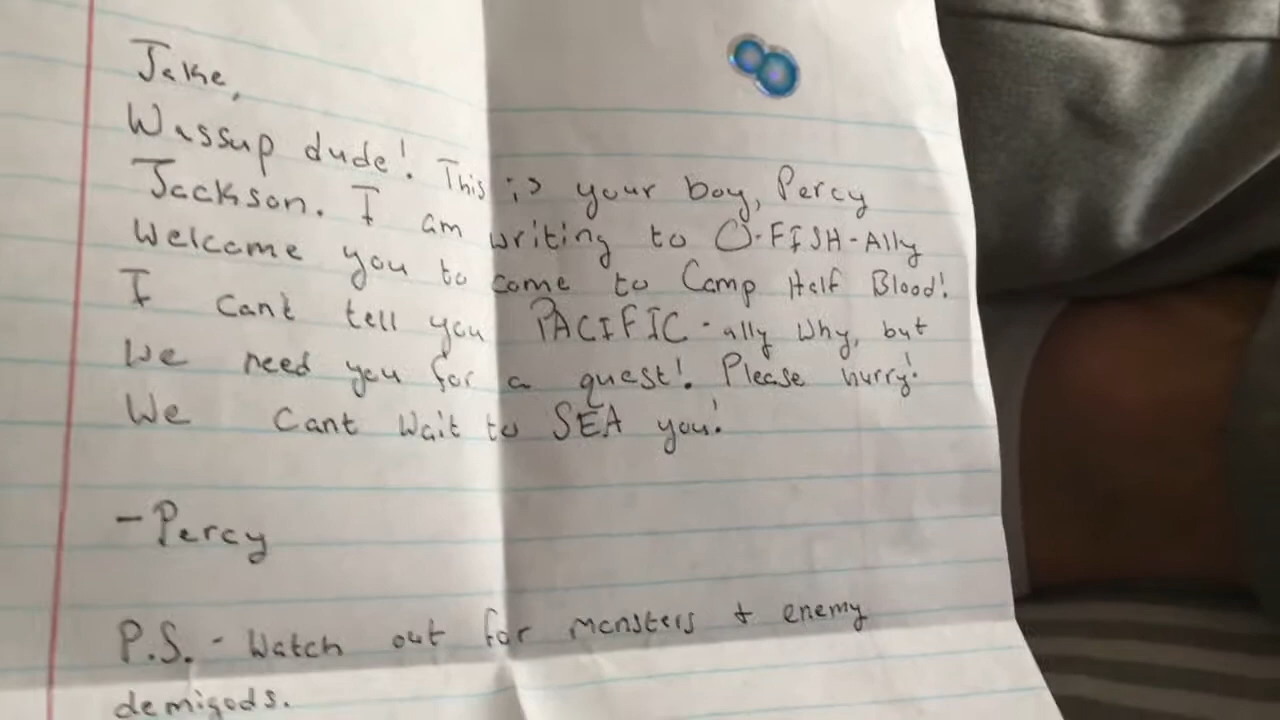 Jake,
Wassup dude! This is your boy, Percy
Jackson. I am writing to O-FISH-Ally
Welcome you to come to Camp Half Blood!
I Cant tell you PACIFIC-ally why, but
We need you for a quest! Please hurry!
We Cant Wait to SEA you!
-Percy
P.S. - Watch out for monsters + enemy
demigods.